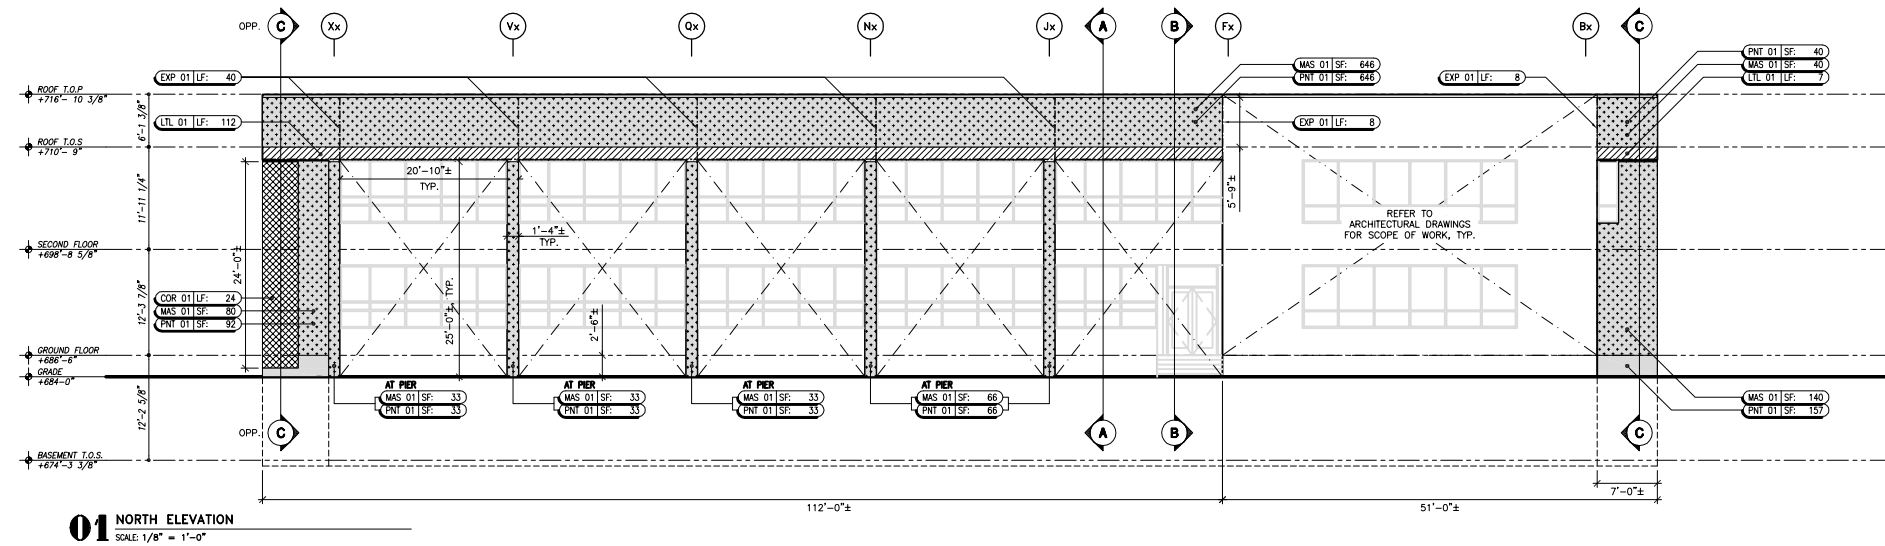 OPP. C Xx Vx Qx Nx Jx A B Fx Bx C
EXP 01 LF: 40
MAS 01 SF: 646
PNT 01 SF: 646
EXP 01 LF: 8
PNT 01 SF: 40
MAS 01 SF: 40
LTL 01 LF: 7
ROOF T.O.P
+716'- 10 3/8"
6'-1 3/8"
LTL 01 LF: 112
EXP 01 LF: 8
ROOF T.O.S
+710'- 9"
20'-10"±
TYP.
11'-11 1/4"
5'-9"±
REFER TO
ARCHITECTURAL DRAWINGS
FOR SCOPE OF WORK, TYP.
1'-4"±
TYP.
SECOND FLOOR
+698'-8 5/8"
24'-0"±
12'-3 7/8"
COR 01 LF: 24
MAS 01 SF: 80
PNT 01 SF: 92
25'-0"± TYP.
2'-6"±
GROUND FLOOR
+686'-6"
GRADE
+684'-0"
AT PIER
MAS 01 SF: 33
PNT 01 SF: 33
AT PIER
MAS 01 SF: 33
PNT 01 SF: 33
AT PIER
MAS 01 SF: 33
PNT 01 SF: 33
AT PIER
MAS 01 SF: 66
PNT 01 SF: 66
MAS 01 SF: 140
PNT 01 SF: 157
12'-2 5/8"
OPP. C A B C
BASEMENT T.O.S.
+674'-3 3/8"
7'-0"±
112'-0"±
51'-0"±
01 NORTH ELEVATION
SCALE: 1/8" = 1'-0"